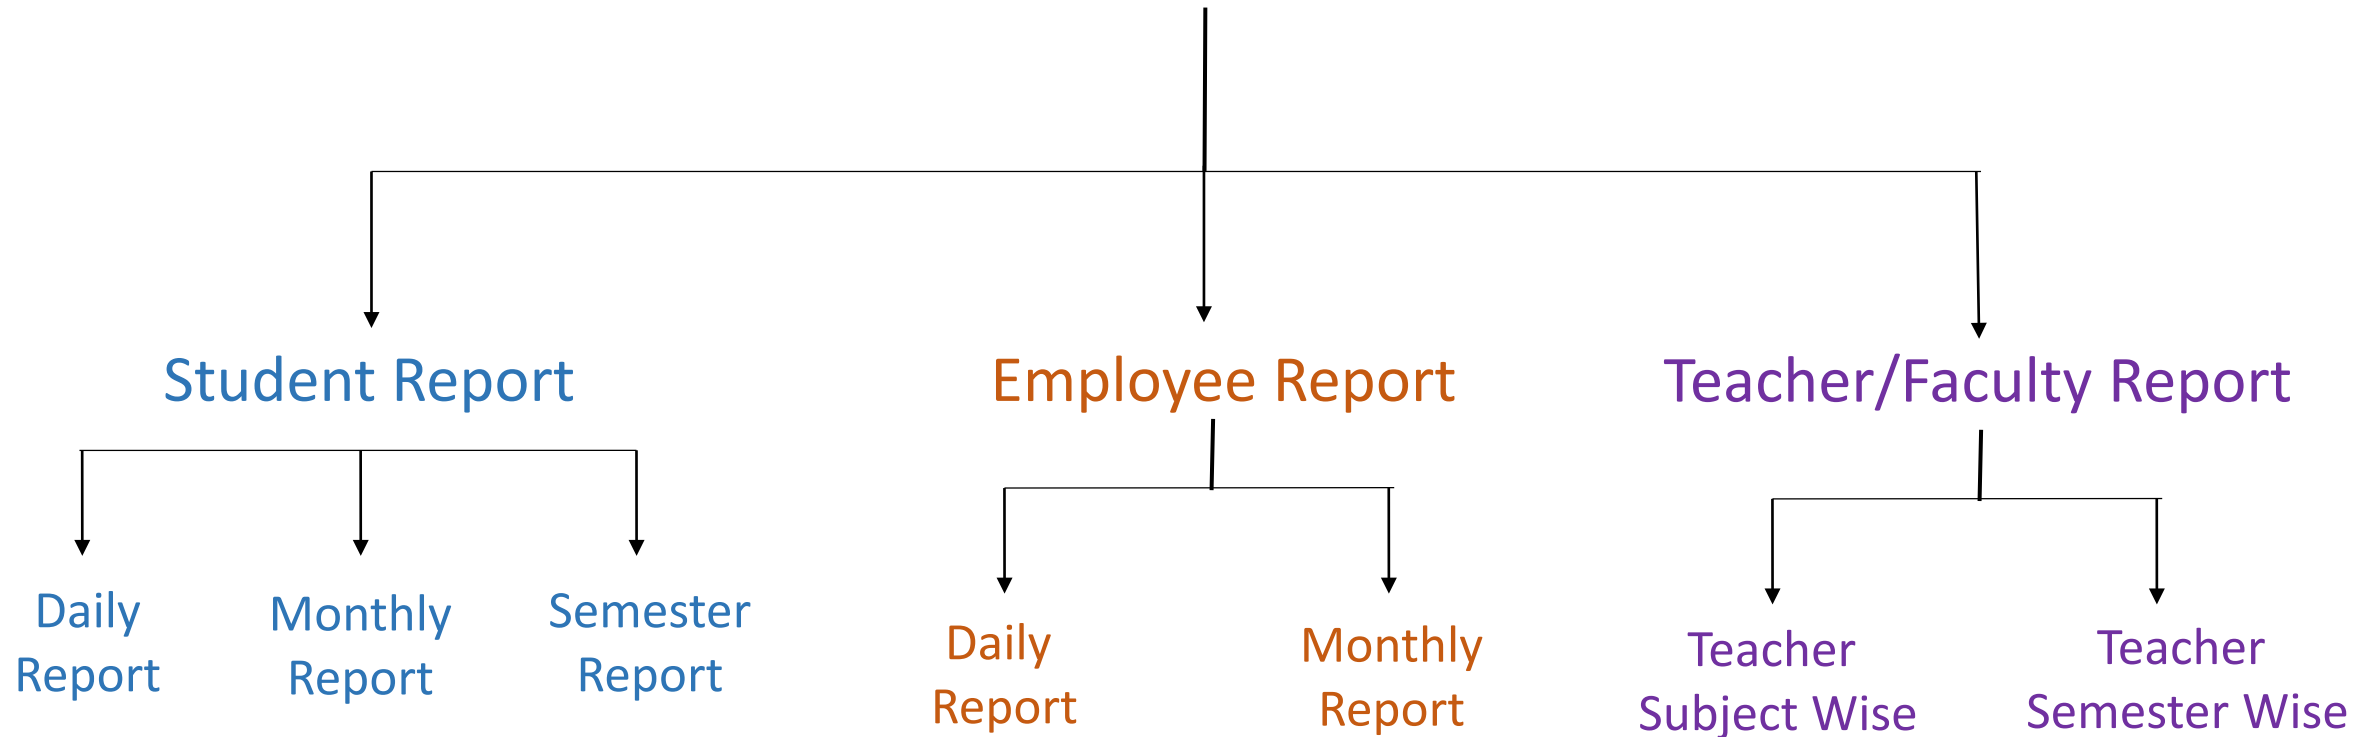 Student Report
Employee Report
Teacher/Faculty Report
Daily
Report
Monthly
Report
Semester
Report
Daily
Report
Monthly
Report
Teacher
Subject Wise
Teacher
Semester Wise